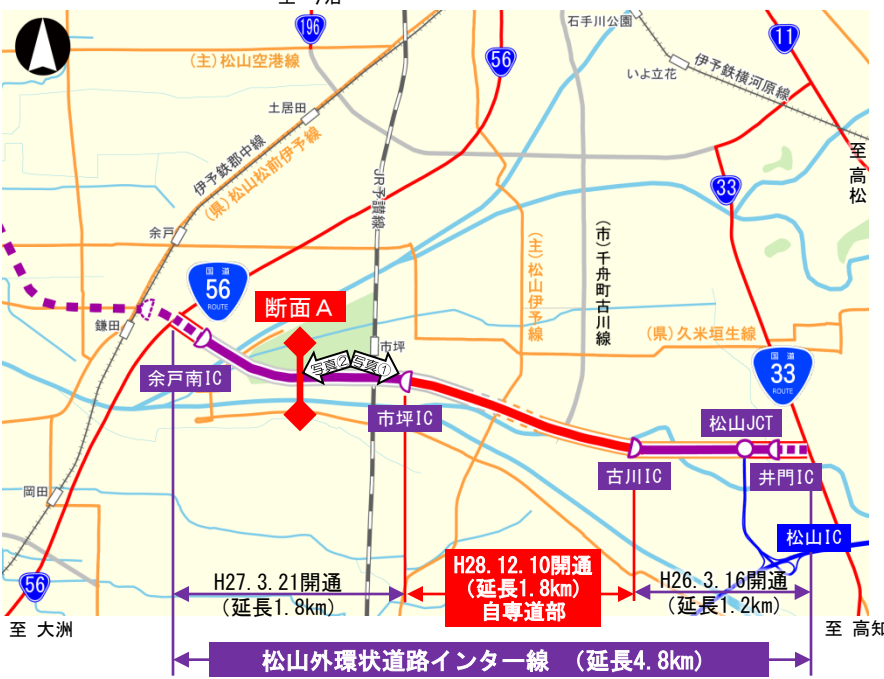 196
石手川公園
11
(主)松山空港線
56
いよ立花
伊予鉄横河原線
土居田
伊予鉄郡中線
(県)松山松前伊予線
JR予讃線
至 高松
33
余戸
(主)松山伊予線
(市)千舟町古川線
国道
56
ROUTE
断面A
鎌田
市坪
(県)久米垣生線
写真②
写真①
国道
33
ROUTE
余戸南IC
市坪IC
松山JCT
古川IC
井門IC
岡田
松山IC
56
H27.3.21開通
(延長1.8km)
H28.12.10開通
(延長1.8km)
自専道部
H26.3.16開通
(延長1.2km)
至 大洲
至 高知
松山外環状道路インター線 (延長4.8km)